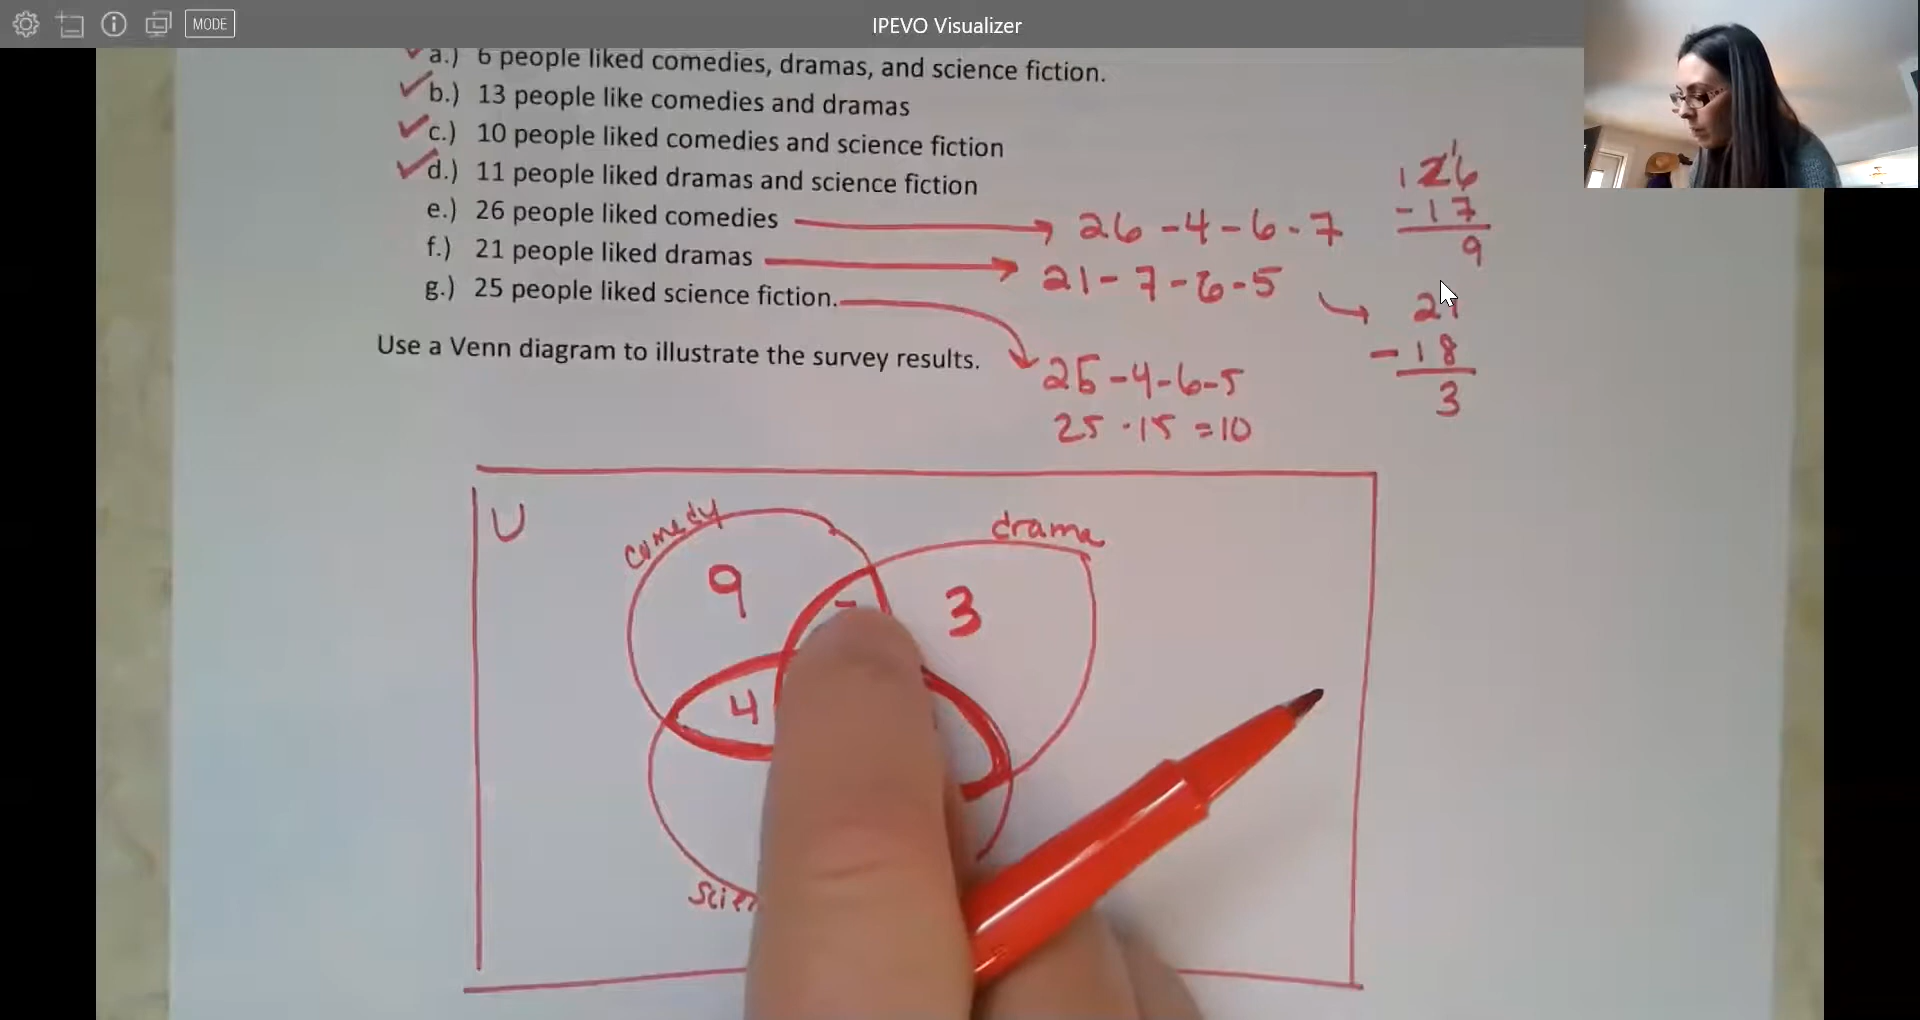 MODE
IPEVO Visualizer
a.) 6 people liked comedies, dramas, and science fiction.
b.) 13 people like comedies and dramas
c.) 10 people liked comedies and science fiction
d.) 11 people liked dramas and science fiction
e.) 26 people liked comedies
26 - 4 - 6 - 7
f.) 21 people liked dramas
21 - 7 - 6 - 5
g.) 25 people liked science fiction.
25 - 4 - 6 - 5
25 - 15 = 10
- 17
9
21
- 18
3
Use a Venn diagram to illustrate the survey results.
U
comedy
drama
9
3
4